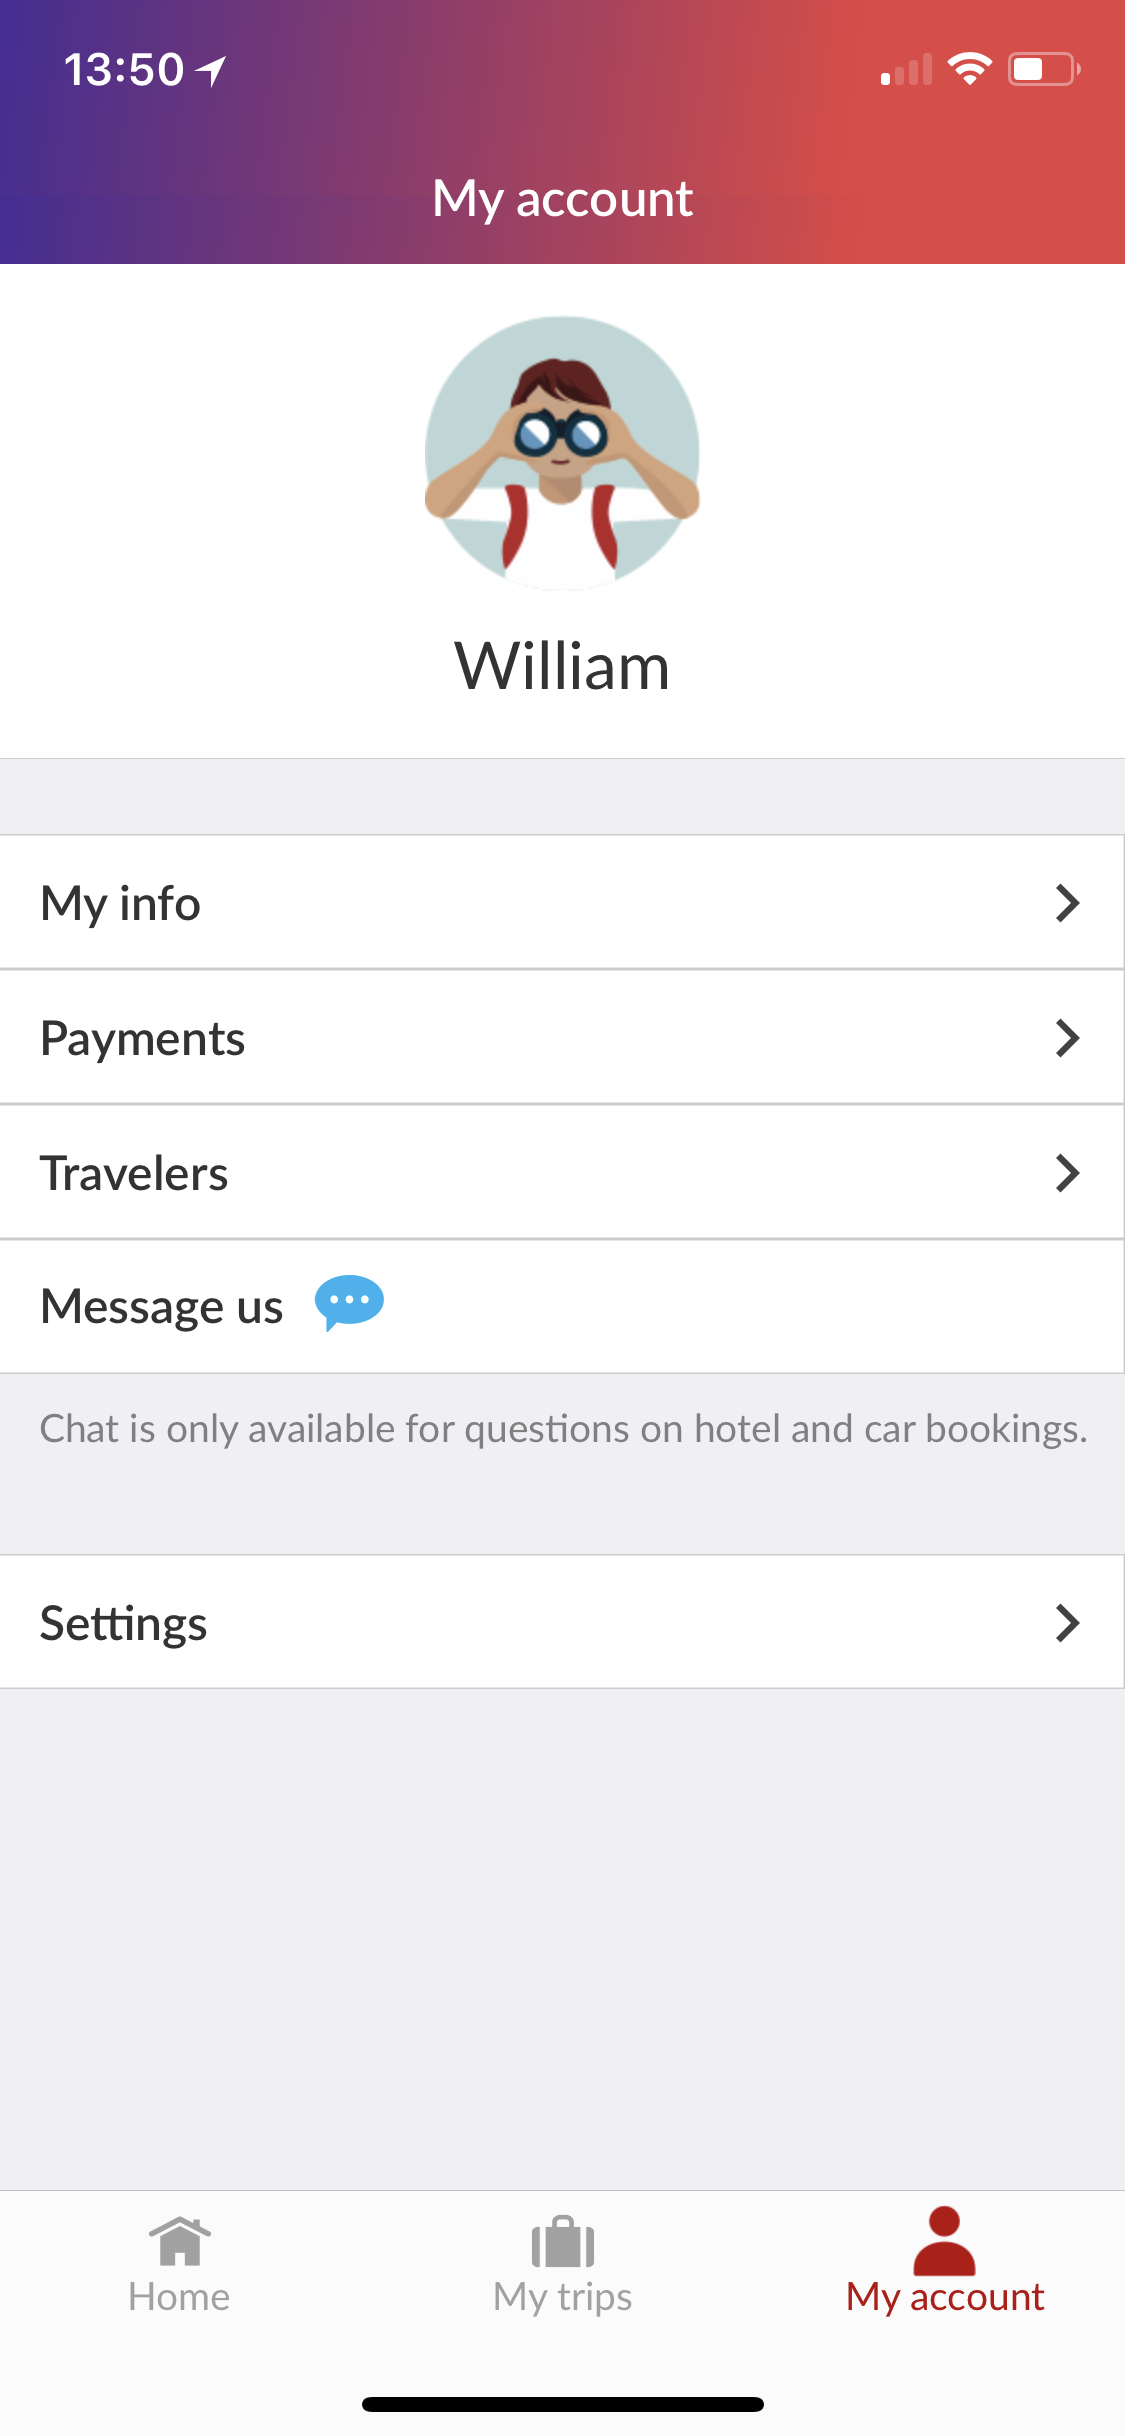 13:50
My account
William
My info
Payments
Travelers
Message us
Chat is only available for questions on hotel and car bookings.
Settings
Home
My trips
My account